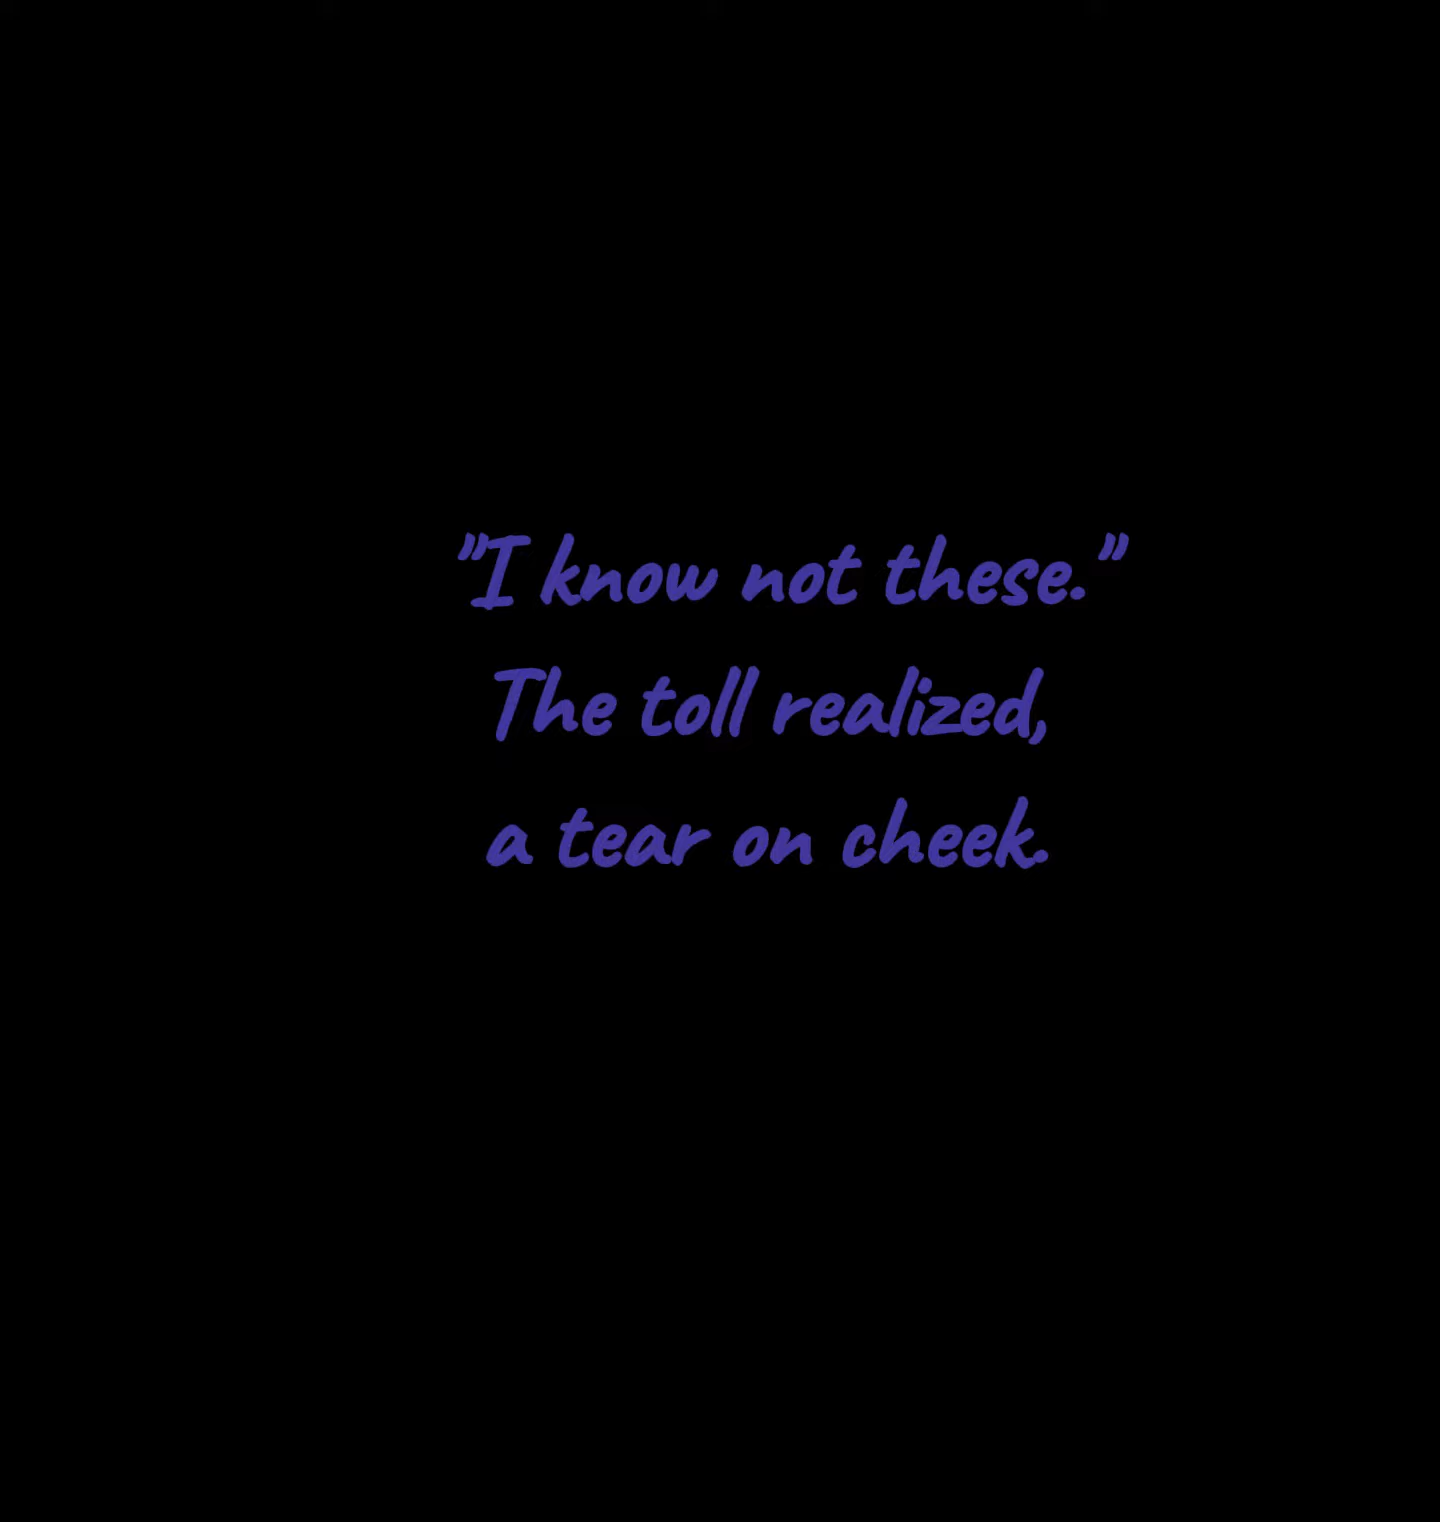 "I know not these."
The toll realized,
a tear on cheek.